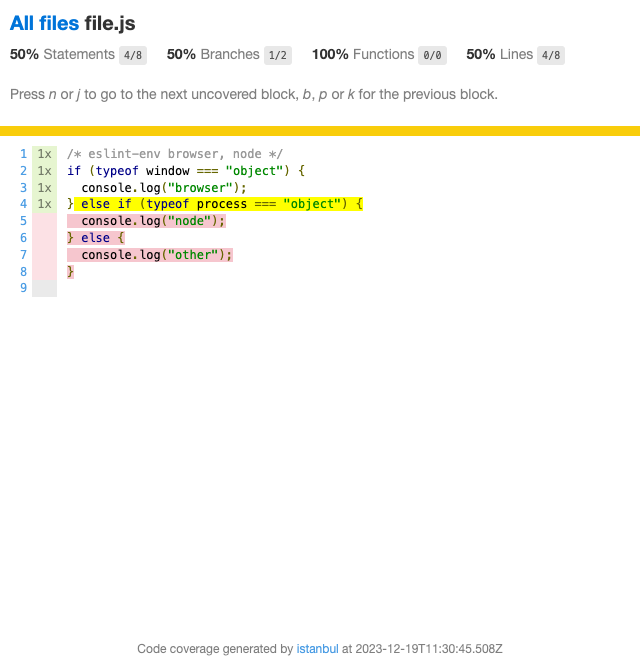 All files file.js
50% Statements 4/8 50% Branches 1/2 100% Functions 0/0 50% Lines 4/8
Press n or j to go to the next uncovered block, b, p or k for the previous block.
1 1x /* eslint-env browser, node */
2 1x if (typeof window === "object") {
3 1x   console.log("browser");
4 1x } else if (typeof process === "object") {
5   console.log("node");
6 } else {
7   console.log("other");
8 }
9
Code coverage generated by istanbul at 2023-12-19T11:30:45.508Z